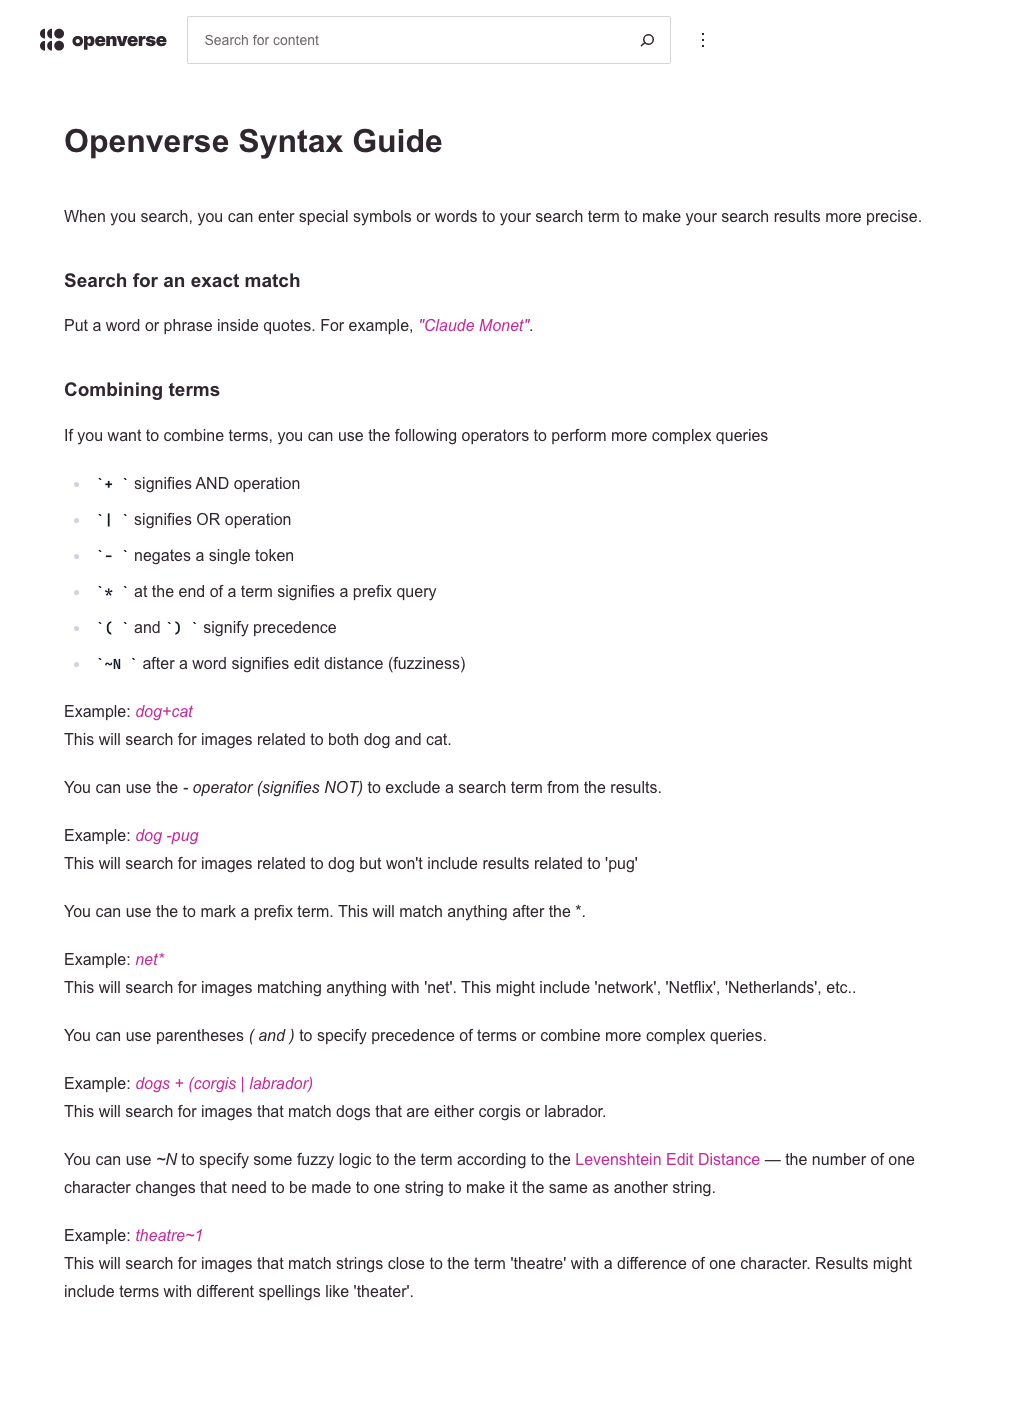 openverse
Search for content
Openverse Syntax Guide
When you search, you can enter special symbols or words to your search term to make your search results more precise.
Search for an exact match
Put a word or phrase inside quotes. For example, "Claude Monet".
Combining terms
If you want to combine terms, you can use the following operators to perform more complex queries
`+ ` signifies AND operation
`| ` signifies OR operation
`- ` negates a single token
`* ` at the end of a term signifies a prefix query
`( ` and `) ` signify precedence
`~N ` after a word signifies edit distance (fuzziness)
Example: dog+cat
This will search for images related to both dog and cat.
You can use the - operator (signifies NOT) to exclude a search term from the results.
Example: dog -pug
This will search for images related to dog but won't include results related to 'pug'
You can use the to mark a prefix term. This will match anything after the *.
Example: net*
This will search for images matching anything with 'net'. This might include 'network', 'Netflix', 'Netherlands', etc..
You can use parentheses ( and ) to specify precedence of terms or combine more complex queries.
Example: dogs + (corgis | labrador)
This will search for images that match dogs that are either corgis or labrador.
You can use ~N to specify some fuzzy logic to the term according to the Levenshtein Edit Distance — the number of one
character changes that need to be made to one string to make it the same as another string.
Example: theatre~1
This will search for images that match strings close to the term 'theatre' with a difference of one character. Results might
include terms with different spellings like 'theater'.